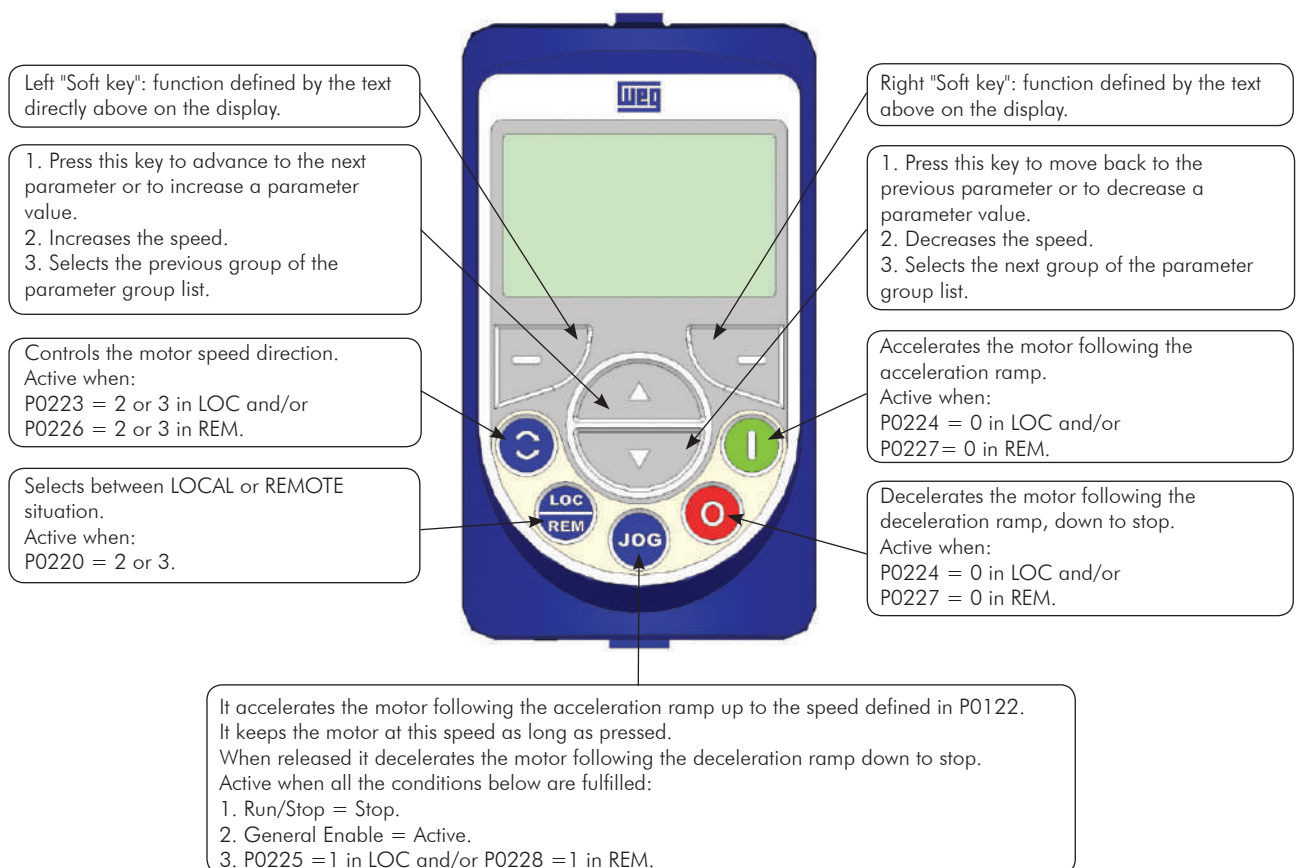 weg
Left "Soft key": function defined by the text
directly above on the display.
1. Press this key to advance to the next
parameter or to increase a parameter
value.
2. Increases the speed.
3. Selects the previous group of the
parameter group list.
Controls the motor speed direction.
Active when:
P0223 = 2 or 3 in LOC and/or
P0226 = 2 or 3 in REM.
Selects between LOCAL or REMOTE
situation.
Active when:
P0220 = 2 or 3.
Right "Soft key": function defined by the text
above on the display.
1. Press this key to move back to the
previous parameter or to decrease a
parameter value.
2. Decreases the speed.
3. Selects the next group of the parameter
group list.
Accelerates the motor following the
acceleration ramp.
Active when:
P0224 = 0 in LOC and/or
P0227= 0 in REM.
Decelerates the motor following the
deceleration ramp, down to stop.
Active when:
P0224 = 0 in LOC and/or
P0227 = 0 in REM.
LOC
REM
JOG
It accelerates the motor following the acceleration ramp up to the speed defined in P0122.
It keeps the motor at this speed as long as pressed.
When released it decelerates the motor following the deceleration ramp down to stop.
Active when all the conditions below are fulfilled:
1. Run/Stop = Stop.
2. General Enable = Active.
3. P0225 =1 in LOC and/or P0228 =1 in REM.